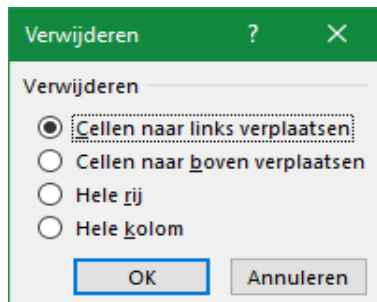 Verwijderen ? ×
Verwijderen
Cellen naar links verplaatsen
Cellen naar boven verplaatsen
Hele rij
Hele kolom
OK Annuleren